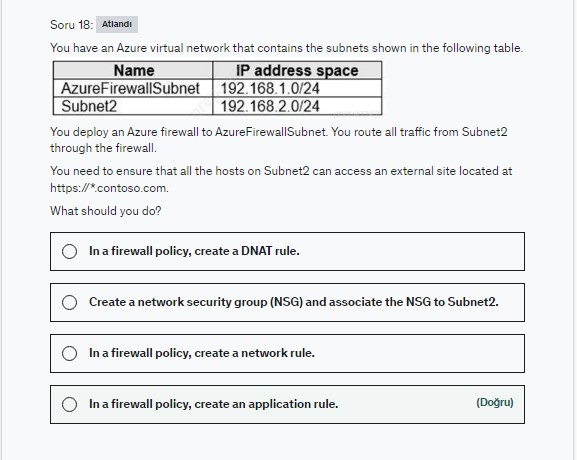 Soru 18: Atlandı
You have an Azure virtual network that contains the subnets shown in the following table.
Name IP address space
AzureFirewallSubnet 192.168.1.0/24
Subnet2 192.168.2.0/24
You deploy an Azure firewall to AzureFirewallSubnet. You route all traffic from Subnet2
through the firewall.
You need to ensure that all the hosts on Subnet2 can access an external site located at
https://*.contoso.com.
What should you do?
In a firewall policy, create a DNAT rule.
Create a network security group (NSG) and associate the NSG to Subnet2.
In a firewall policy, create a network rule.
In a firewall policy, create an application rule. (Doğru)